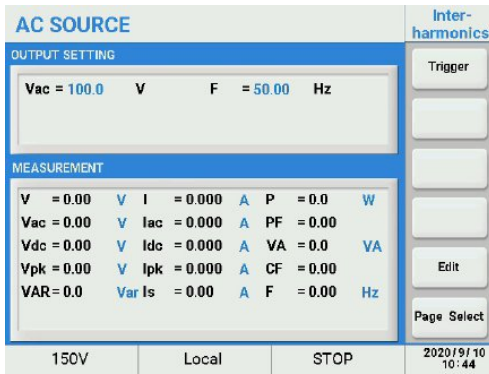 AC SOURCE
Inter-
harmonics
OUTPUT SETTING
Vac = 100.0 V F = 50.00 Hz
Trigger
MEASUREMENT
V = 0.00 V I = 0.000 A P = 0.0 W
Vac = 0.00 V Iac = 0.000 A PF = 0.00
Vdc = 0.00 V Idc = 0.000 A VA = 0.0 VA
Vpk = 0.00 V Ipk = 0.000 A CF = 0.00
VAR= 0.0 Var Is = 0.00 A F = 0.00 Hz
Edit
Page Select
150V Local STOP 2020/9/10
10:44